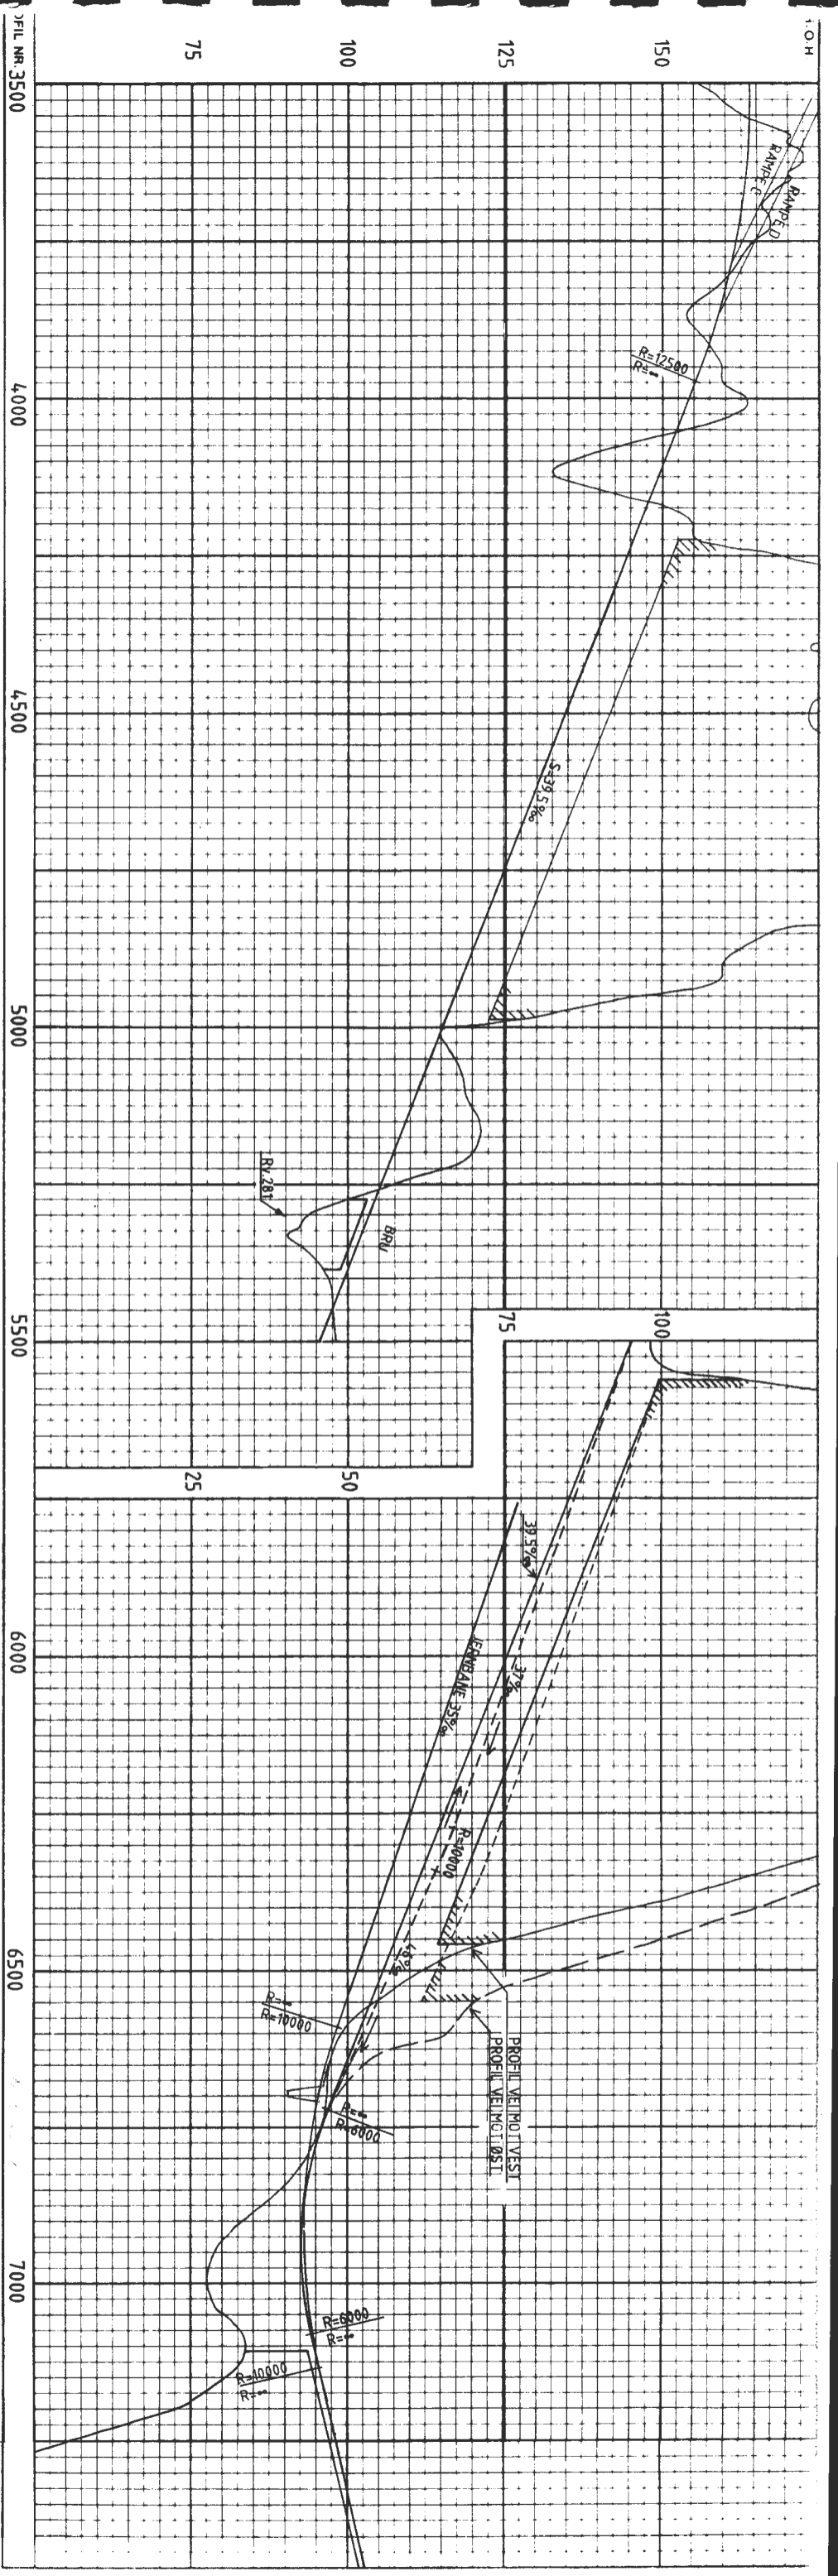 H.O.H
150
125
100
75
PROFIL NR. 3500
4000
4500
5000
5500
6000
6500
7000
RAMPE C
RAMPE D
R=12500
R=∞
S=39.5‰
Rv.281
BRU
100
75
50
25
39.5‰
37‰
JERNBANE 35‰
R=10000
46‰
R=∞
R=10000
PROFIL VEI MOT VEST
PROFIL VEI MOT ØST
R=∞
R=6000
R=6000
R=∞
R=10000
R=∞